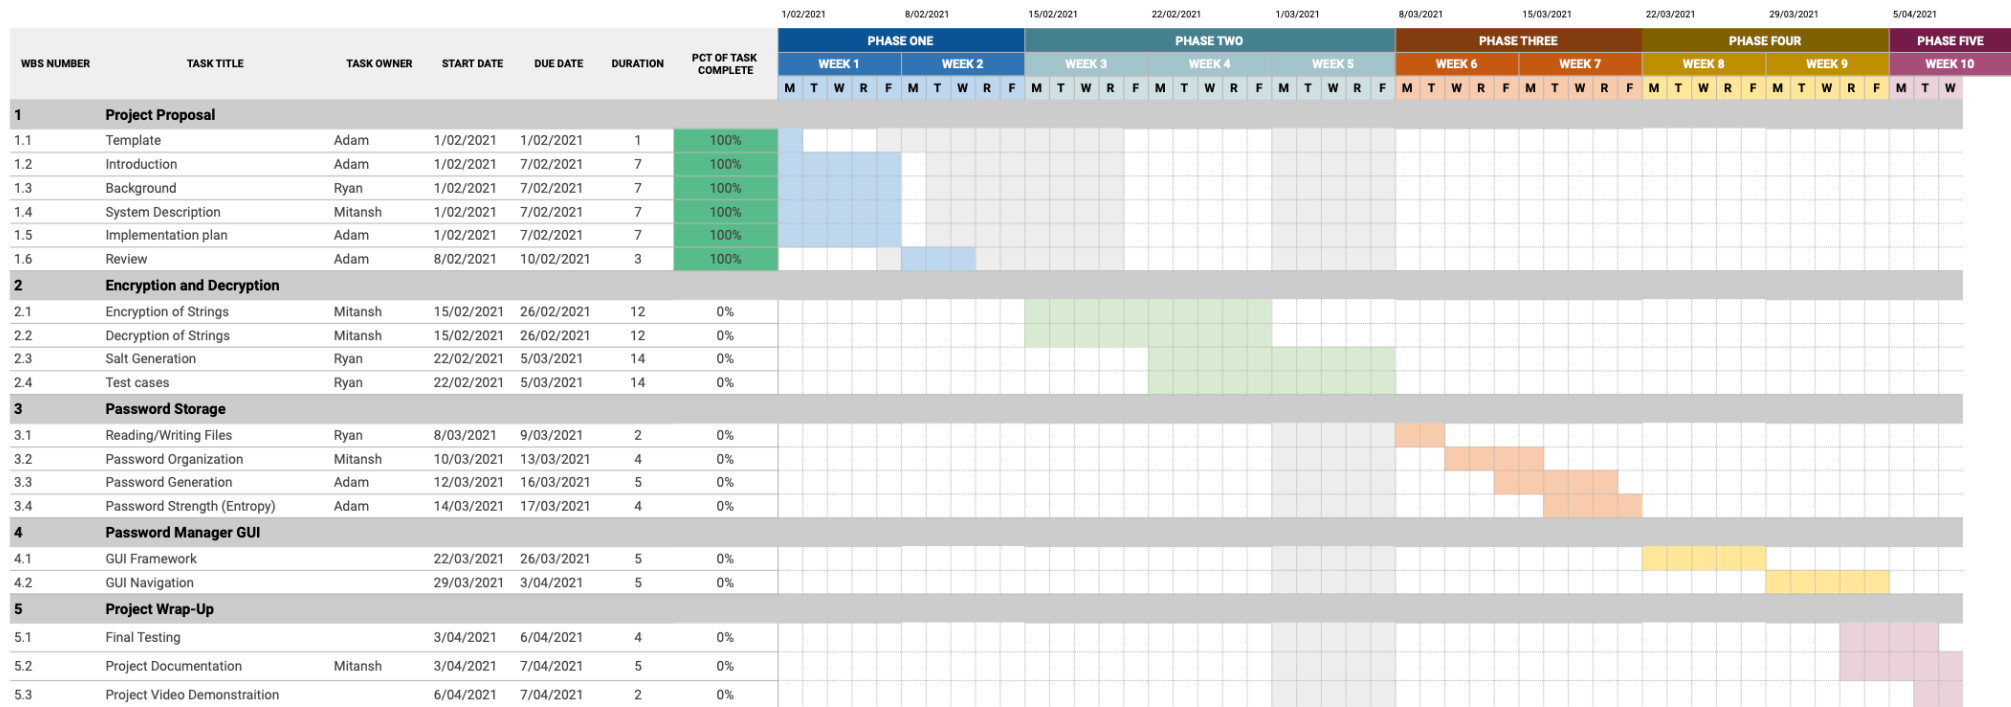 1/02/2021 8/02/2021 15/02/2021 22/02/2021 1/03/2021 8/03/2021 15/03/2021 22/03/2021 29/03/2021 5/04/2021
PHASE ONE PHASE TWO PHASE THREE PHASE FOUR PHASE FIVE
WBS NUMBER TASK TITLE TASK OWNER START DATE DUE DATE DURATION PCT OF TASK COMPLETE WEEK 1 WEEK 2 WEEK 3 WEEK 4 WEEK 5 WEEK 6 WEEK 7 WEEK 8 WEEK 9 WEEK 10
M T W R F M T W R F M T W R F M T W R F M T W R F M T W R F M T W R F M T W R F M T W R F M T W
1 Project Proposal
1.1 Template Adam 1/02/2021 1/02/2021 1 100%
1.2 Introduction Adam 1/02/2021 7/02/2021 7 100%
1.3 Background Ryan 1/02/2021 7/02/2021 7 100%
1.4 System Description Mitansh 1/02/2021 7/02/2021 7 100%
1.5 Implementation plan Adam 1/02/2021 7/02/2021 7 100%
1.6 Review Adam 8/02/2021 10/02/2021 3 100%
2 Encryption and Decryption
2.1 Encryption of Strings Mitansh 15/02/2021 26/02/2021 12 0%
2.2 Decryption of Strings Mitansh 15/02/2021 26/02/2021 12 0%
2.3 Salt Generation Ryan 22/02/2021 5/03/2021 14 0%
2.4 Test cases Ryan 22/02/2021 5/03/2021 14 0%
3 Password Storage
3.1 Reading/Writing Files Ryan 8/03/2021 9/03/2021 2 0%
3.2 Password Organization Mitansh 10/03/2021 13/03/2021 4 0%
3.3 Password Generation Adam 12/03/2021 16/03/2021 5 0%
3.4 Password Strength (Entropy) Adam 14/03/2021 17/03/2021 4 0%
4 Password Manager GUI
4.1 GUI Framework 22/03/2021 26/03/2021 5 0%
4.2 GUI Navigation 29/03/2021 3/04/2021 5 0%
5 Project Wrap-Up
5.1 Final Testing 3/04/2021 6/04/2021 4 0%
5.2 Project Documentation Mitansh 3/04/2021 7/04/2021 5 0%
5.3 Project Video Demonstraition 6/04/2021 7/04/2021 2 0%